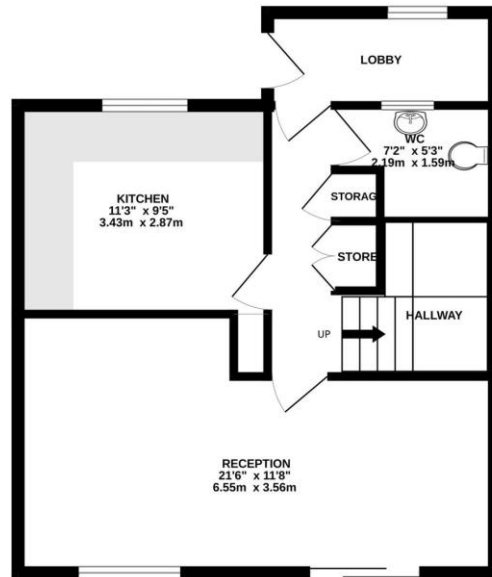 LOBBY
WC
7'2" x 5'3"
2.19m x 1.59m
KITCHEN
11'3" x 9'5"
3.43m x 2.87m
STORAG
STORE
HALLWAY
UP
RECEPTION
21'6" x 11'8"
6.55m x 3.56m